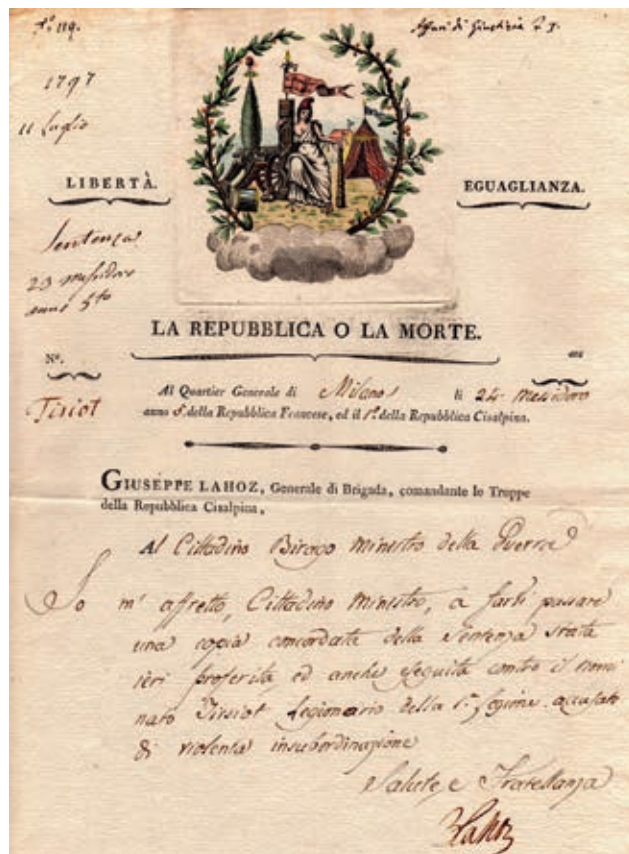 N.º 119.
Affari di Giustizia
1797
11 Luglio
LIBERTÀ.
EGUAGLIANZA.
Sentenza
23 messidoro
anno 5to
LA REPUBBLICA O LA MORTE.
Nº.
Tiriot
Al Quartier Generale di Milano li 24 Messidoro
anno 5. della Repubblica Francese, ed il 1º. della Repubblica Cisalpina.
GIUSEPPE LAHOZ, Generale di Brigada, comandante le Truppe
della Repubblica Cisalpina,
Al Cittadino Birago Ministro della Guerra
Io m' affretto, Cittadino Ministro, a farti passare
una copia concordata della Sentenza stata
ieri proferita, ed anche eseguita contro il nomi
nato Tiriot Legionario della 1.a Legione accusato
di violenta insubordinazione
Salute, e Fratellanza
Lahoz